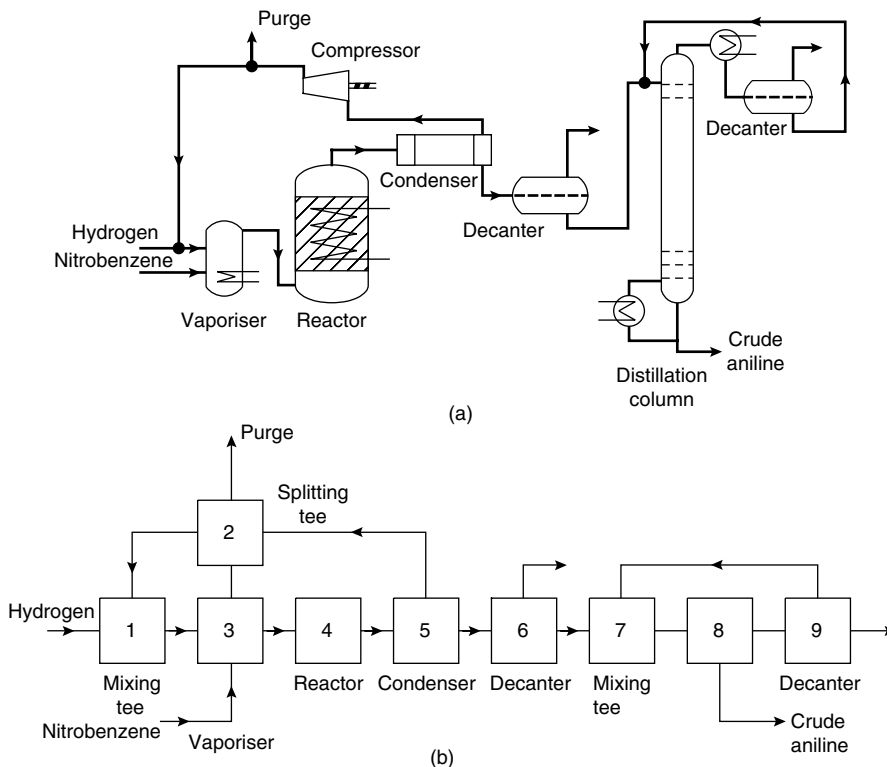 Purge
Compressor
Condenser
Decanter
Decanter
Hydrogen
Nitrobenzene
Vaporiser
Reactor
Distillation
column
Crude
aniline
(a)
Purge
Splitting
tee
2
Hydrogen
1
3
4
5
6
7
8
9
Mixing
tee
Reactor
Condenser
Decanter
Mixing
tee
Decanter
Nitrobenzene
Vaporiser
Crude
aniline
(b)